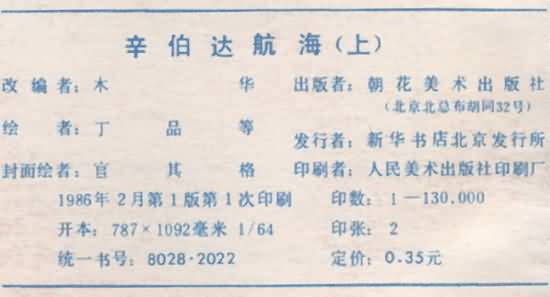 辛伯达航海(上)
改编者:木华 出版者:朝花美术出版社
(北京北总布胡同32号)
绘者:丁品等
发行者:新华书店北京发行所
封面绘者:官其格 印刷者:人民美术出版社印刷厂
1986年2月第1版第1次印刷 印数:1—130.000
开本:787×1092毫米 1/64 印张:2
统一书号:8028·2022 定价:0.35元